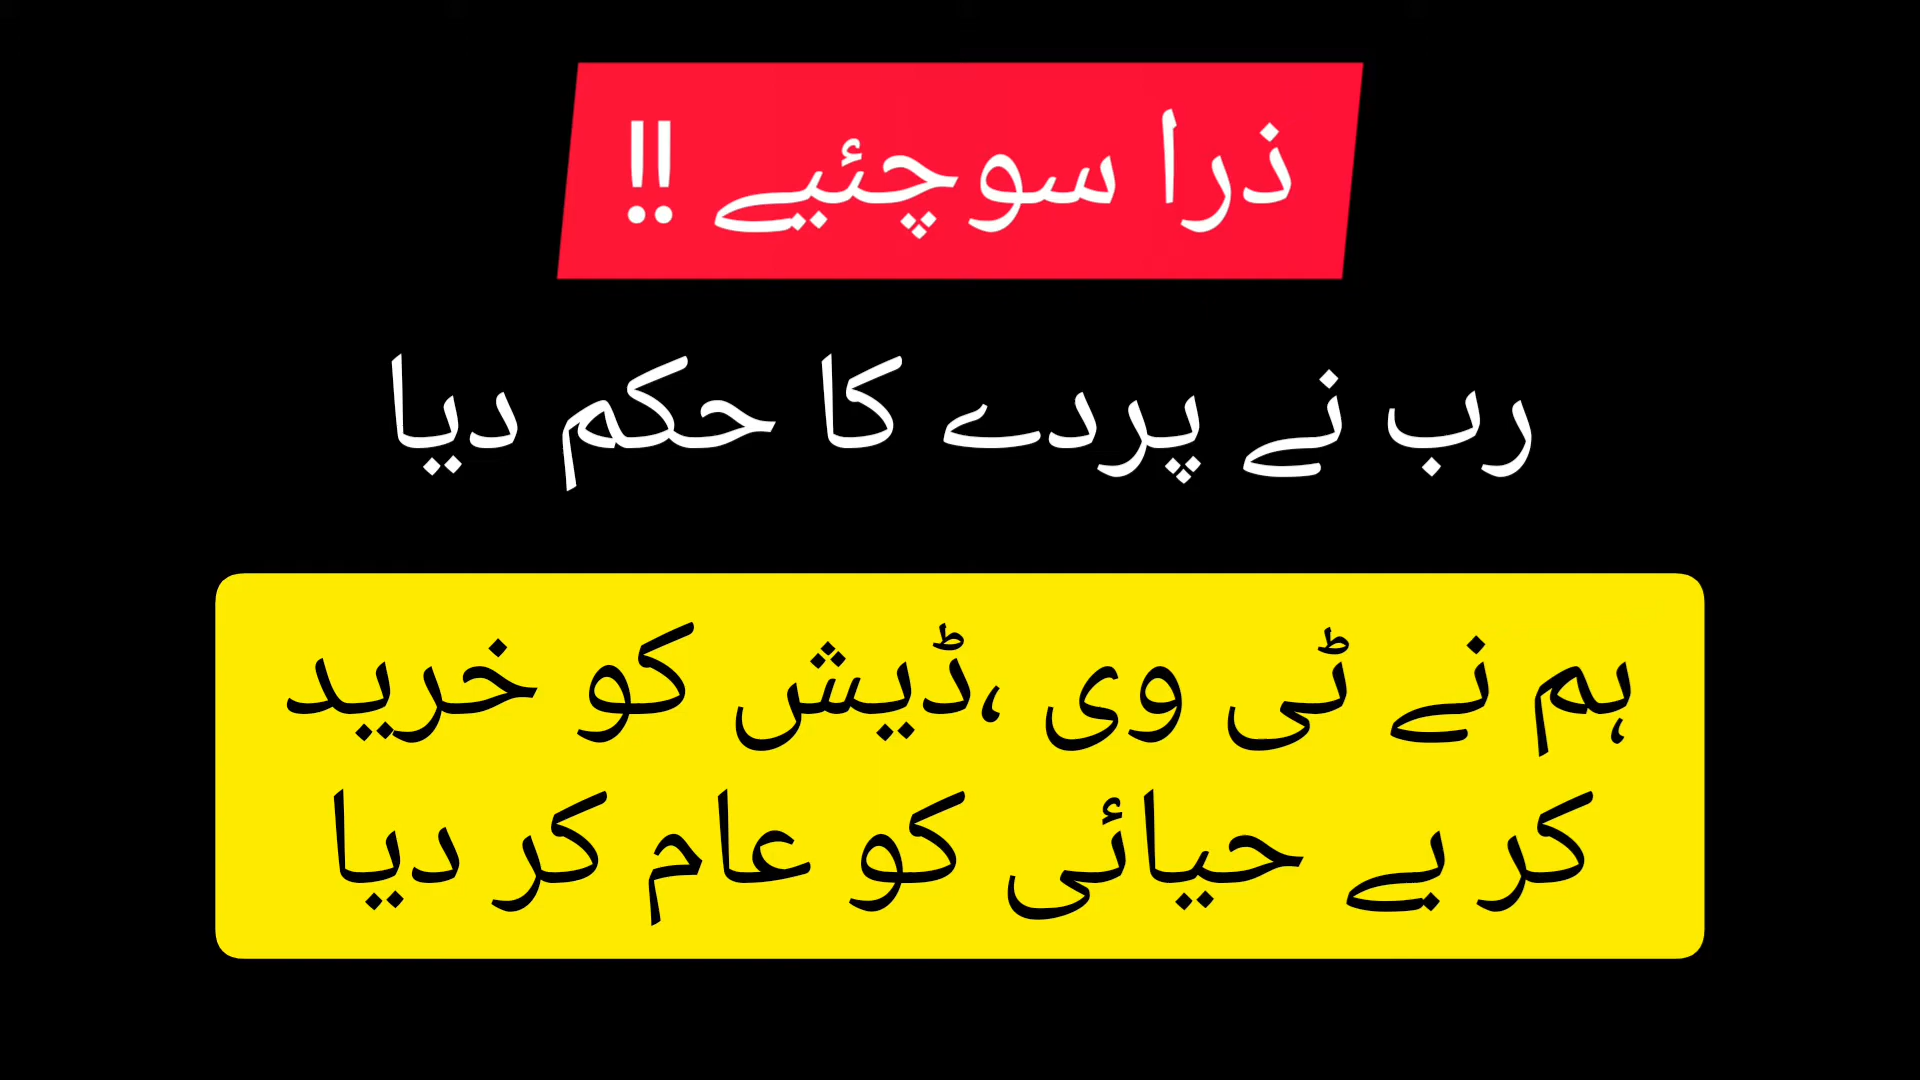 ذرا سوچئیے !!
رب نے پردے کا حکم دیا
ہم نے ٹی وی ،ڈیش کو خرید
کر بے حیائی کو عام کر دیا